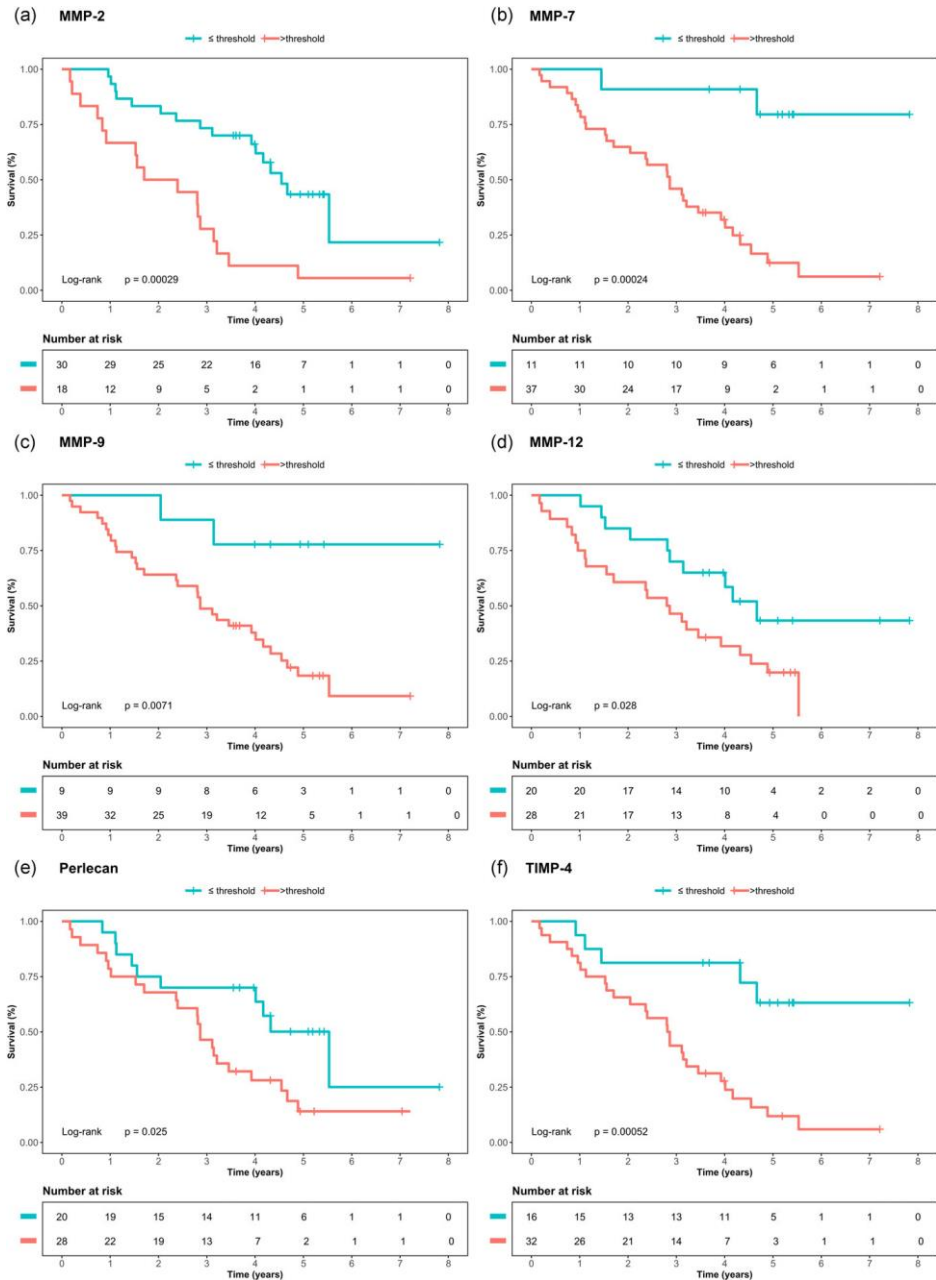 (a) MMP-2
≤ threshold >threshold
Survival (%)
1.00
0.75
0.50
0.25
0.00
Log-rank p = 0.00029
0 1 2 3 4 5 6 7 8
Time (years)
Number at risk
30 29 25 22 16 7 1 1 0
18 12 9 5 2 1 1 1 0
0 1 2 3 4 5 6 7 8
Time (years)
(b) MMP-7
≤ threshold >threshold
Survival (%)
1.00
0.75
0.50
0.25
0.00
Log-rank p = 0.00024
0 1 2 3 4 5 6 7 8
Time (years)
Number at risk
11 11 10 10 9 6 1 1 0
37 30 24 17 9 2 1 1 0
0 1 2 3 4 5 6 7 8
Time (years)
(c) MMP-9
≤ threshold >threshold
Survival (%)
1.00
0.75
0.50
0.25
0.00
Log-rank p = 0.0071
0 1 2 3 4 5 6 7 8
Time (years)
Number at risk
9 9 9 8 6 3 1 1 0
39 32 25 19 12 5 1 1 0
0 1 2 3 4 5 6 7 8
Time (years)
(d) MMP-12
≤ threshold >threshold
Survival (%)
1.00
0.75
0.50
0.25
0.00
Log-rank p = 0.028
0 1 2 3 4 5 6 7 8
Time (years)
Number at risk
20 20 17 14 10 4 2 2 0
28 21 17 13 8 4 0 0 0
0 1 2 3 4 5 6 7 8
Time (years)
(e) Perlecan
≤ threshold >threshold
Survival (%)
1.00
0.75
0.50
0.25
0.00
Log-rank p = 0.025
0 1 2 3 4 5 6 7 8
Time (years)
Number at risk
20 19 15 14 11 6 1 1 0
28 22 19 13 7 2 1 1 0
0 1 2 3 4 5 6 7 8
Time (years)
(f) TIMP-4
≤ threshold >threshold
Survival (%)
1.00
0.75
0.50
0.25
0.00
Log-rank p = 0.00052
0 1 2 3 4 5 6 7 8
Time (years)
Number at risk
16 15 13 13 11 5 1 1 0
32 26 21 14 7 3 1 1 0
0 1 2 3 4 5 6 7 8
Time (years)